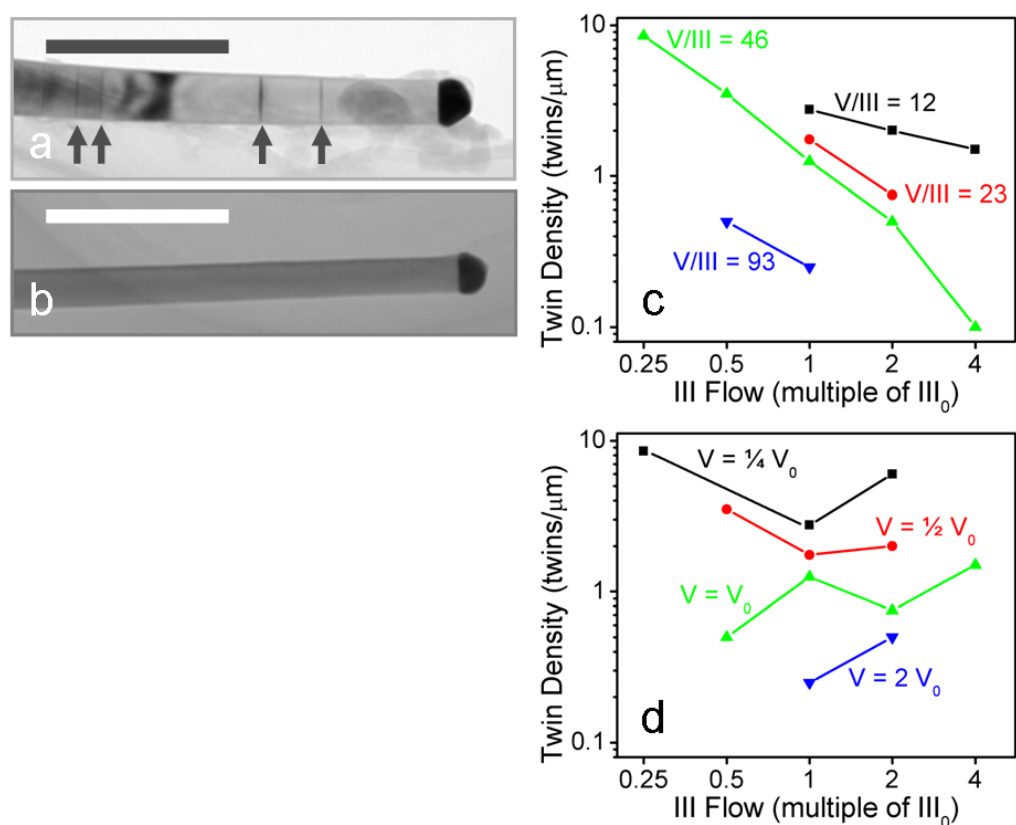 a
b
Twin Density (twins/μm)
10
1
0.1
V/III = 46
V/III = 12
V/III = 23
V/III = 93
c
0.25 0.5 1 2 4
III Flow (multiple of III₀)
Twin Density (twins/μm)
10
1
0.1
V = ¼ V₀
V = ½ V₀
V = V₀
V = 2 V₀
d
0.25 0.5 1 2 4
III Flow (multiple of III₀)